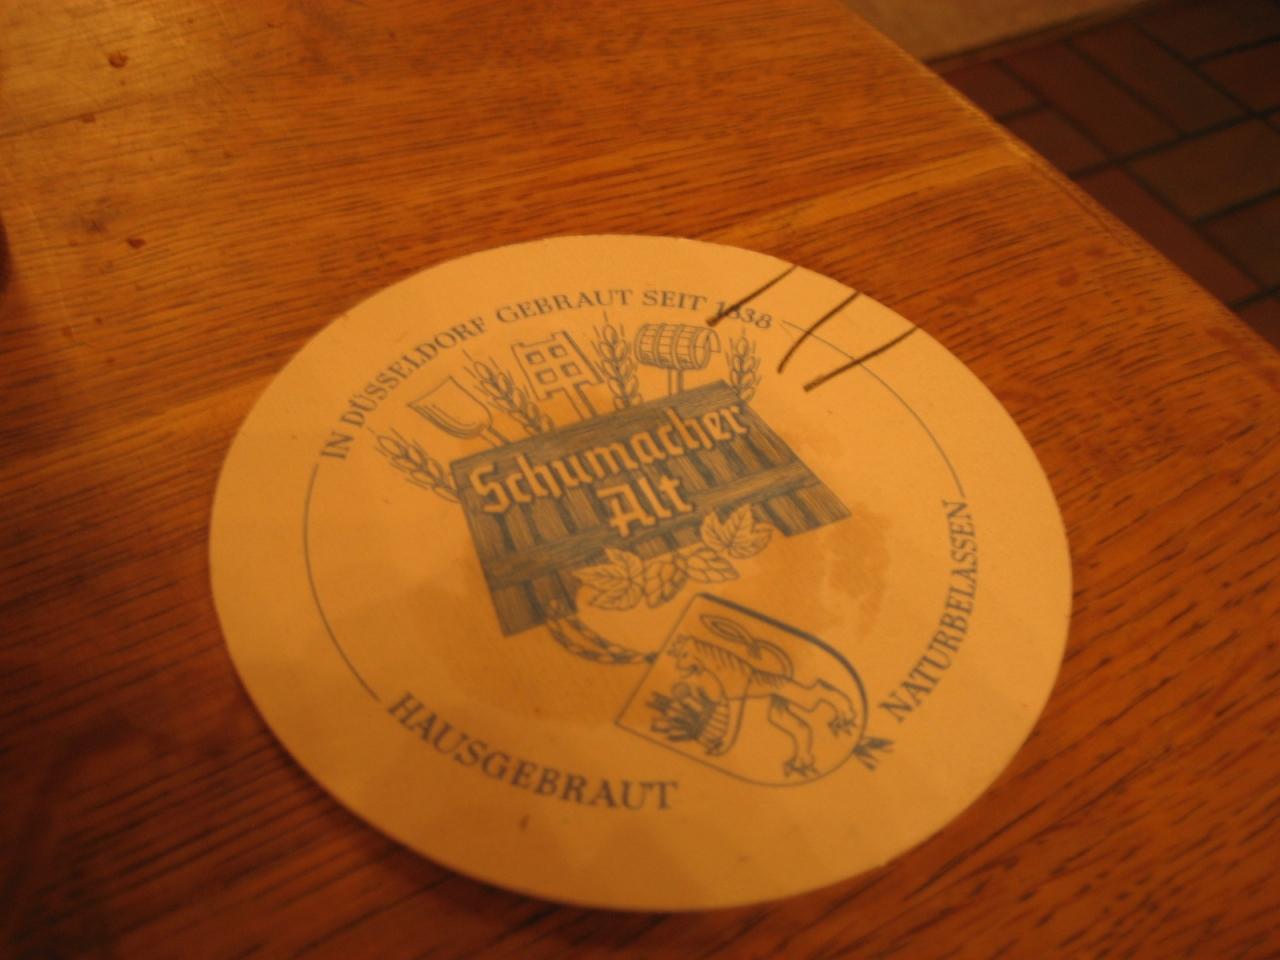 IN DÜSSELDORF GEBRAUT SEIT 1838
Schumacher
Alt
NATURBELASSEN
HAUSGEBRAUT